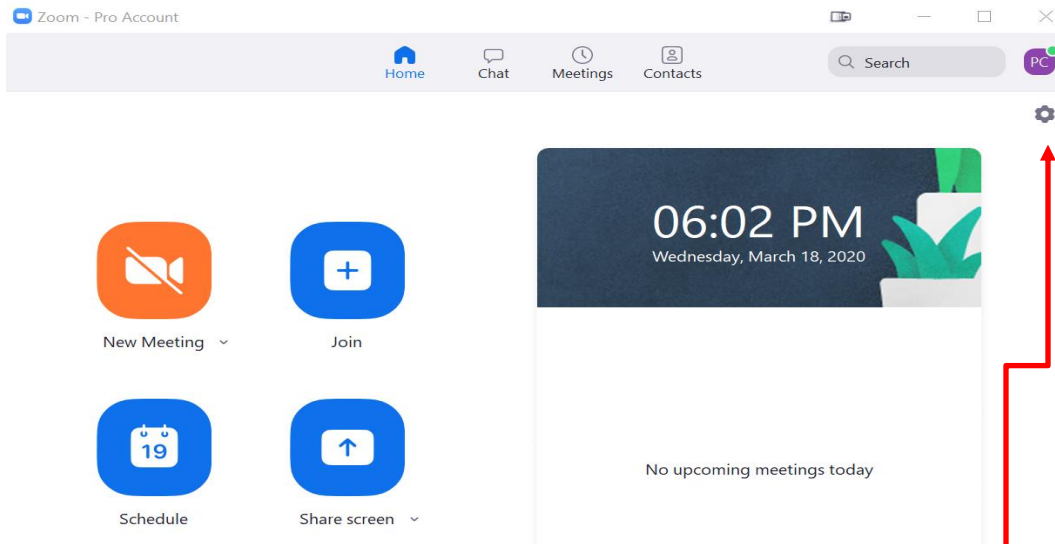 Zoom - Pro Account
Home
Chat
Meetings
Contacts
Search
PC
06:02 PM
Wednesday, March 18, 2020
New Meeting
Join
19
Schedule
Share screen
No upcoming meetings today